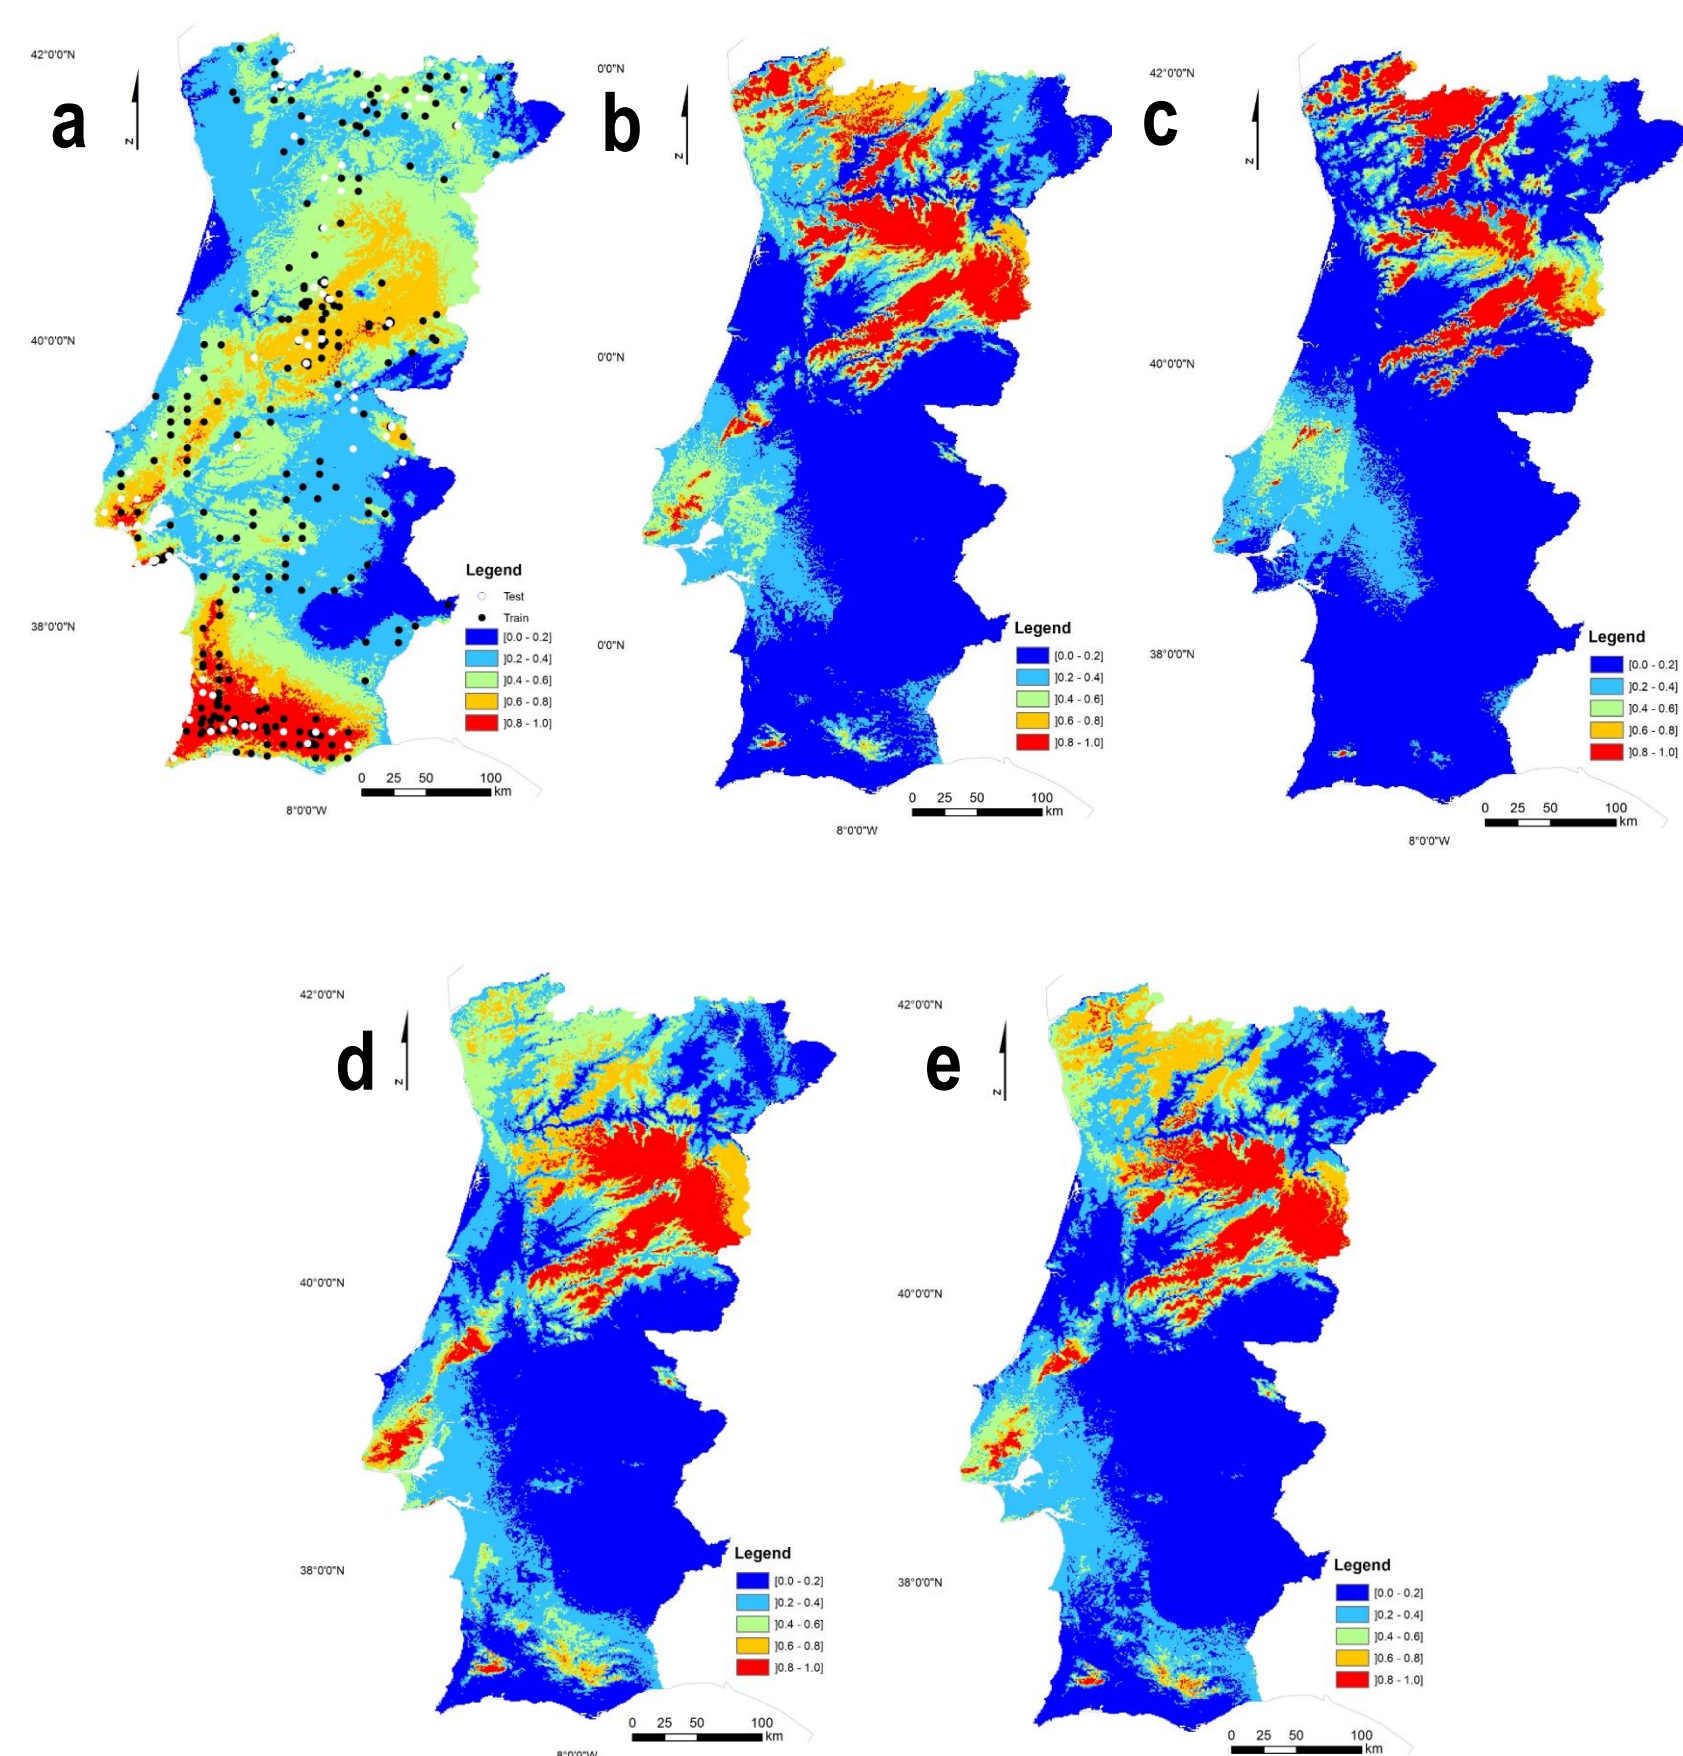 a
42°0'0"N
40°0'0"N
38°0'0"N
8°0'0"W
N
Legend
Test
Train
[0.0 - 0.2]
]0.2 - 0.4]
]0.4 - 0.6]
]0.6 - 0.8]
]0.8 - 1.0]
0 25 50 100
km
b
0'0"N
0'0"N
0'0"N
8°0'0"W
N
Legend
[0.0 - 0.2]
]0.2 - 0.4]
]0.4 - 0.6]
]0.6 - 0.8]
]0.8 - 1.0]
0 25 50 100
km
c
42°0'0"N
40°0'0"N
38°0'0"N
8°0'0"W
N
Legend
[0.0 - 0.2]
]0.2 - 0.4]
]0.4 - 0.6]
]0.6 - 0.8]
]0.8 - 1.0]
0 25 50 100
km
d
42°0'0"N
40°0'0"N
38°0'0"N
8°0'0"W
N
Legend
[0.0 - 0.2]
]0.2 - 0.4]
]0.4 - 0.6]
]0.6 - 0.8]
]0.8 - 1.0]
0 25 50 100
km
e
42°0'0"N
40°0'0"N
38°0'0"N
N
Legend
[0.0 - 0.2]
]0.2 - 0.4]
]0.4 - 0.6]
]0.6 - 0.8]
]0.8 - 1.0]
0 25 50 100
km